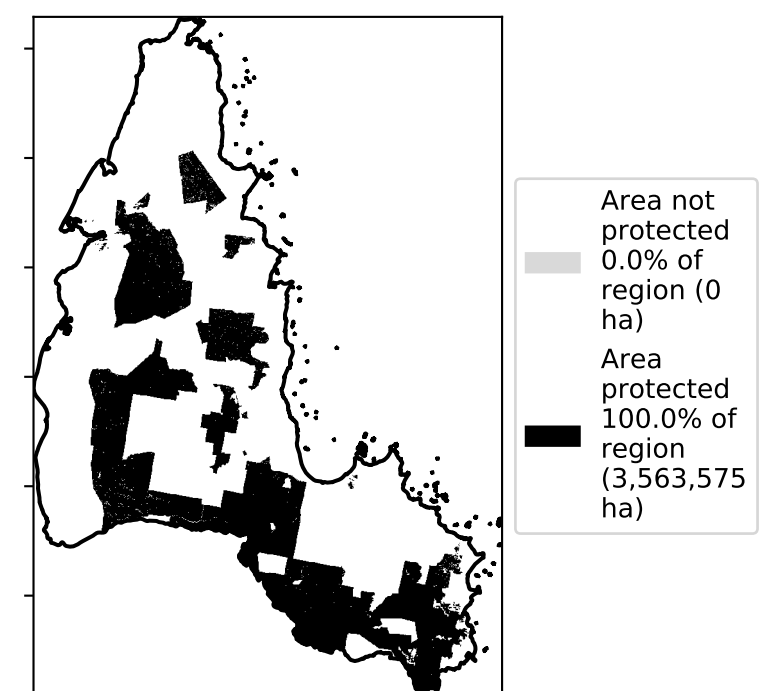 Area not
protected
0.0% of
region (0
ha)
Area
protected
100.0% of
region
(3,563,575
ha)